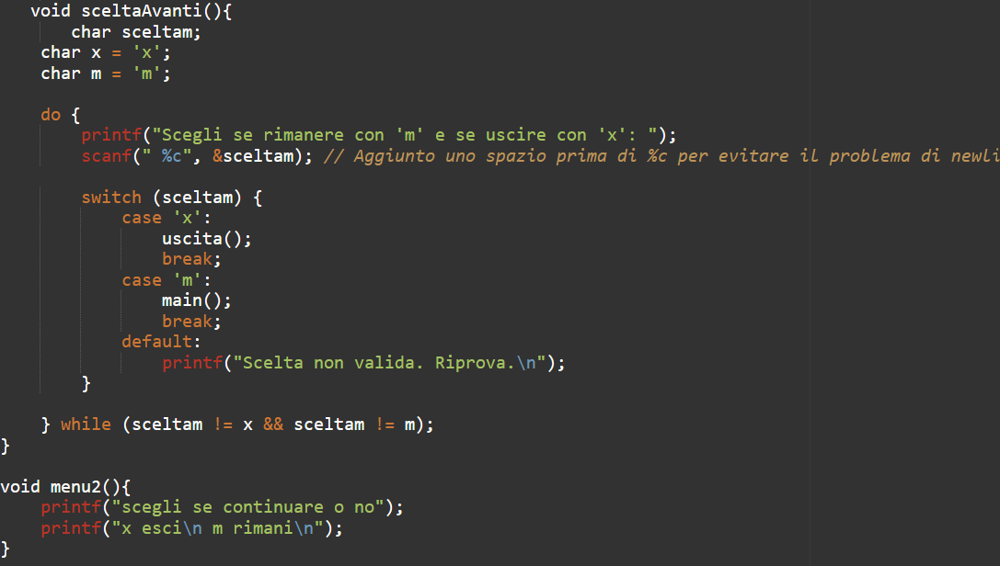 void sceltaAvanti(){
char sceltam;
char x = 'x';
char m = 'm';
do {
printf("Scegli se rimanere con 'm' e se uscire con 'x': ");
scanf(" %c", &sceltam); // Aggiunto uno spazio prima di %c per evitare il problema di newli
switch (sceltam) {
case 'x':
uscita();
break;
case 'm':
main();
break;
default:
printf("Scelta non valida. Riprova.\n");
}
} while (sceltam != x && sceltam != m);
}
void menu2(){
printf("scegli se continuare o no");
printf("x esci\n m rimani\n");
}